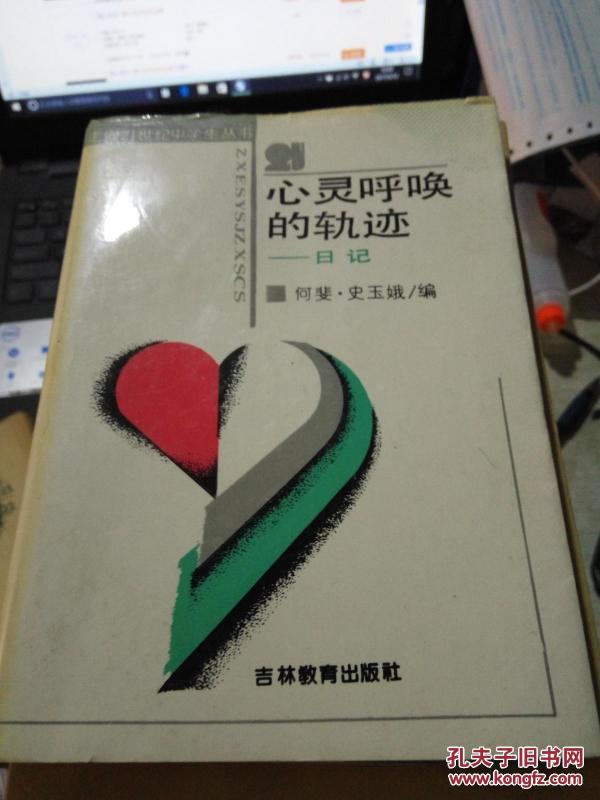 21世纪中学生丛书
ZXESYSJZXSCS
21
心灵呼唤
的轨迹
——日记
何斐·史玉娥/编
吉林教育出版社
孔夫子旧书网
www.kongfz.com